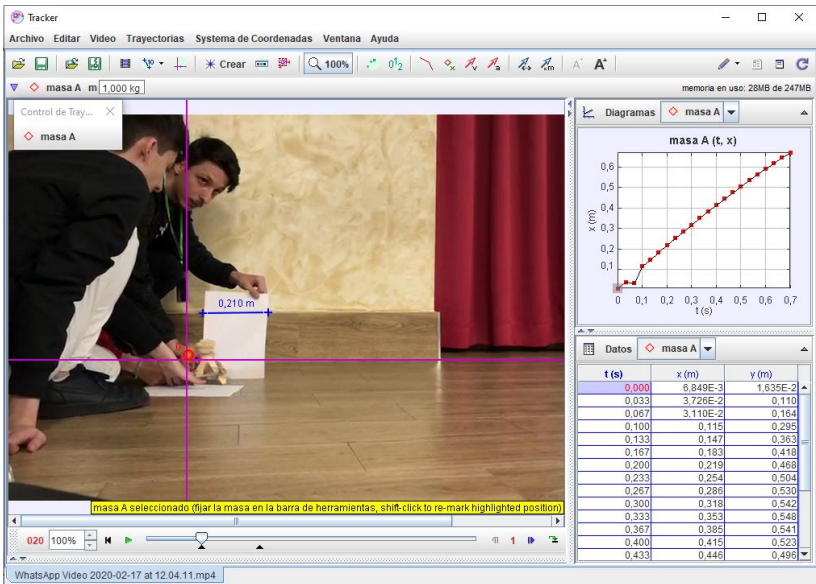 Tracker
Archivo Editar Video Trayectorias Sistema de Coordenadas Ventana Ayuda
Crear 100%
masa A m 1,000 kg memoria en uso: 28MB de 247MB
Control de Tray...
masa A
0,210 m
masa A seleccionado (fijar la masa en la barra de herramientas, shift-click to re-mark highlighted position)
020 100% 1
WhatsApp Video 2020-02-17 at 12.04.11.mp4
Diagramas masa A
masa A (t, x)
0,6
0,5
0,4
0,3
0,2
0,1
x (m)
0 0,1 0,2 0,3 0,4 0,5 0,6 0,7
t (s)
Datos masa A
t (s) x (m) y (m)
0,000 6,849E-3 1,635E-2
0,033 3,726E-2 0,110
0,067 3,110E-2 0,164
0,100 0,115 0,295
0,133 0,147 0,363
0,167 0,183 0,418
0,200 0,219 0,468
0,233 0,254 0,504
0,267 0,286 0,530
0,300 0,318 0,542
0,333 0,353 0,548
0,367 0,385 0,541
0,400 0,415 0,523
0,433 0,446 0,496